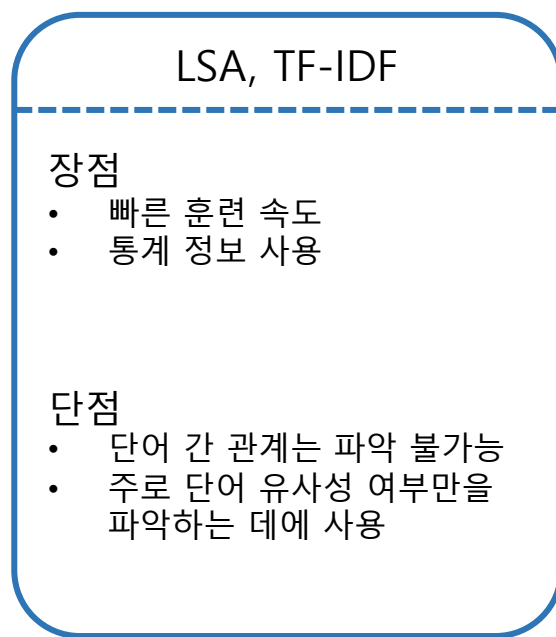 LSA, TF-IDF
장점
• 빠른 훈련 속도
• 통계 정보 사용
단점
• 단어 간 관계는 파악 불가능
• 주로 단어 유사성 여부만을
파악하는 데에 사용